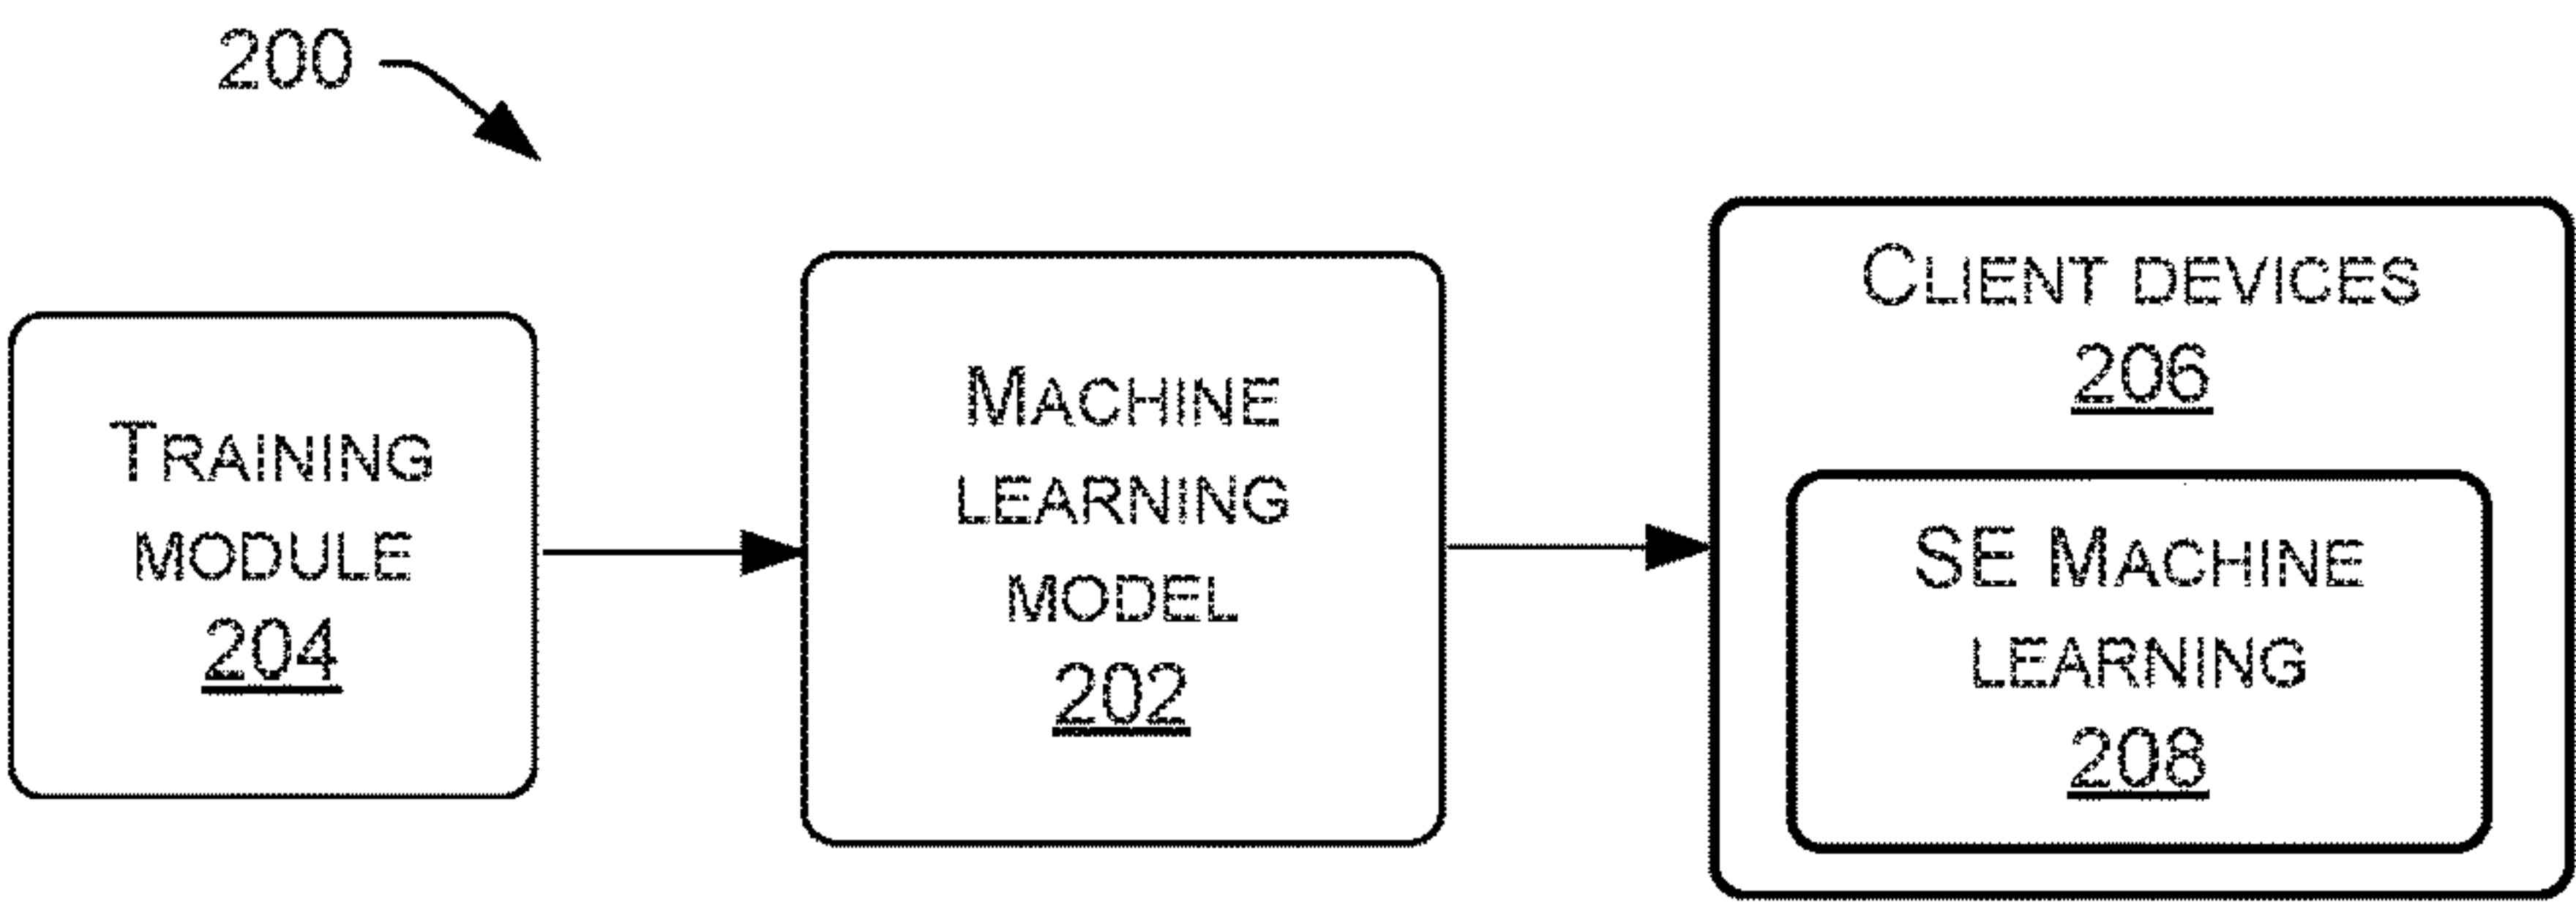 200
TRAINING
MODULE
204
MACHINE
LEARNING
MODEL
202
CLIENT DEVICES
206
SE MACHINE
LEARNING
208